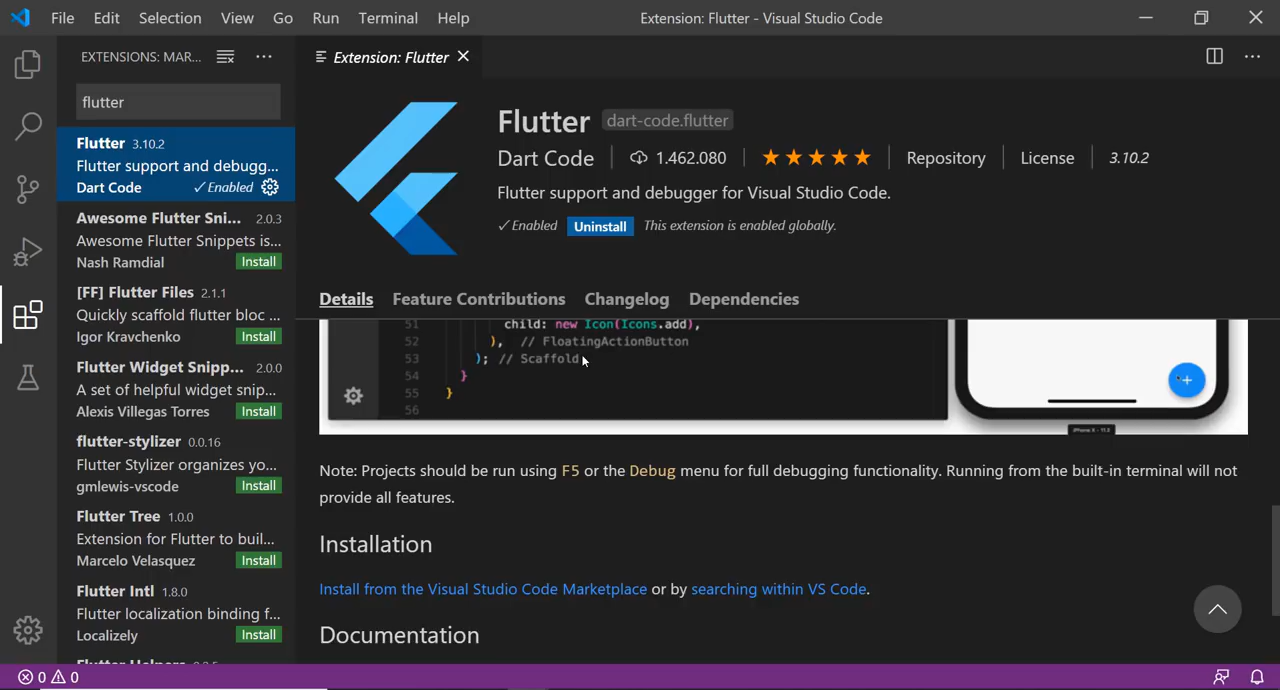 File Edit Selection View Go Run Terminal Help
Extension: Flutter - Visual Studio Code
EXTENSIONS: MAR...
flutter
Flutter 3.10.2
Flutter support and debugg...
Dart Code ✓Enabled
Awesome Flutter Sni... 2.0.3
Awesome Flutter Snippets is...
Nash Ramdial Install
[FF] Flutter Files 2.1.1
Quickly scaffold flutter bloc ...
Igor Kravchenko Install
Flutter Widget Snipp... 2.0.0
A set of helpful widget snip...
Alexis Villegas Torres Install
flutter-stylizer 0.0.16
Flutter Stylizer organizes yo...
gmlewis-vscode Install
Flutter Tree 1.0.0
Extension for Flutter to buil...
Marcelo Velasquez Install
Flutter Intl 1.8.0
Flutter localization binding f...
Localizely Install
Extension: Flutter
Flutter dart-code.flutter
Dart Code 1.462.080 Repository License 3.10.2
Flutter support and debugger for Visual Studio Code.
✓Enabled Uninstall This extension is enabled globally.
Details Feature Contributions Changelog Dependencies
51 child: new Icon(Icons.add),
52 ), // FloatingActionButton
53 ); // Scaffold
54 }
55 }
56
Note: Projects should be run using F5 or the Debug menu for full debugging functionality. Running from the built-in terminal will not
provide all features.
Installation
Install from the Visual Studio Code Marketplace or by searching within VS Code.
Documentation
0 0